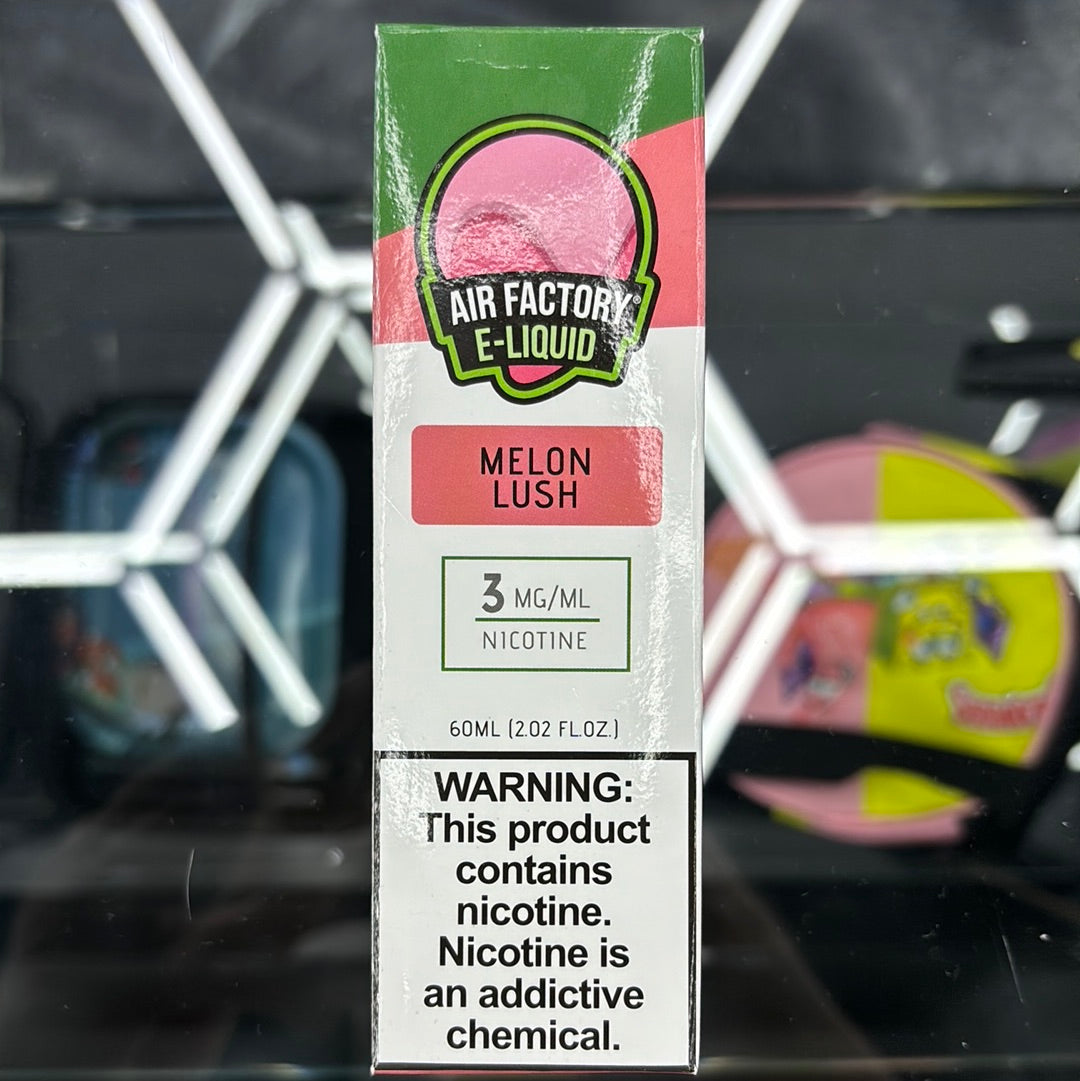 AIR FACTORY®
E-LIQUID
MELON
LUSH
3 MG/ML
NICOTINE
60ML (2.02 FL.OZ.)
WARNING:
This product
contains
nicotine.
Nicotine is
an addictive
chemical.